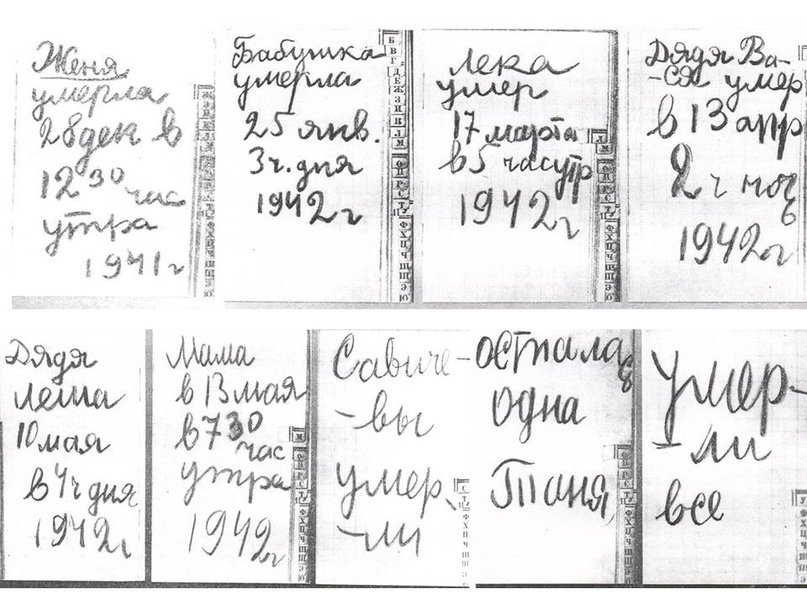 Женя
умерла
28 дек в
12 30 час
утра
1941 г
Бабушка
умерла
25 янв.
3 ч. дня
1942 г
Лека
умер
17 марта
в 5 час утр
1942 г
Дядя Ва-
-ся умер
в 13 апр
2 ч ноч
1942 г
Дядя
Леша
10 мая
в 4 ч дня
1942 г
Мама
в 13 мая
в 7 30
час
утра
1942 г
Савиче-
-вы
умер
-ли
осталас
одна
Таня
умер-
-ли
все